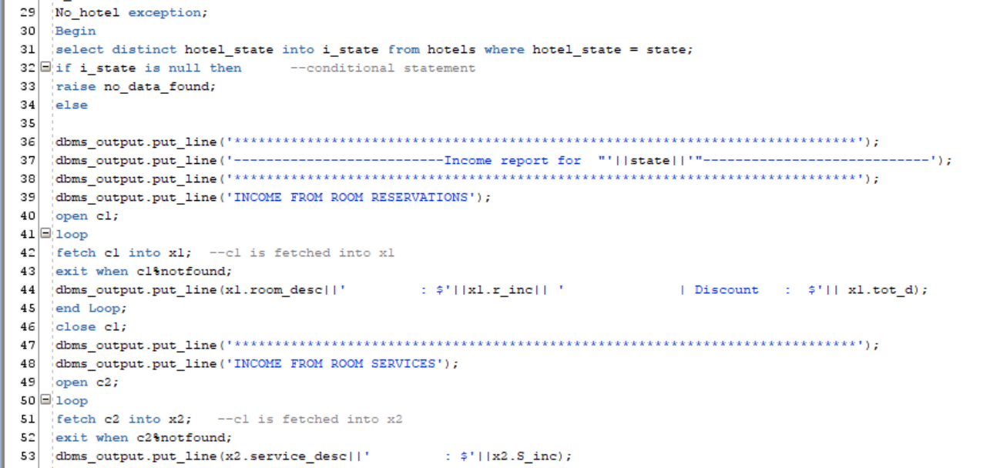 29 No_hotel exception;
30 Begin
31 select distinct hotel_state into i_state from hotels where hotel_state = state;
32 if i_state is null then      --conditional statement
33 raise no_data_found;
34 else
35
36 dbms_output.put_line('*****************************************************************************');
37 dbms_output.put_line('--------------------------Income report for  "'||state||'"----------------------------');
38 dbms_output.put_line('*****************************************************************************');
39 dbms_output.put_line('INCOME FROM ROOM RESERVATIONS');
40 open c1;
41 loop
42 fetch c1 into x1;  --c1 is fetched into x1
43 exit when c1%notfound;
44 dbms_output.put_line(x1.room_desc||'         : $'||x1.r_inc|| '              | Discount   :  $'|| x1.tot_d);
45 end Loop;
46 close c1;
47 dbms_output.put_line('*****************************************************************************');
48 dbms_output.put_line('INCOME FROM ROOM SERVICES');
49 open c2;
50 loop
51 fetch c2 into x2;   --c1 is fetched into x2
52 exit when c2%notfound;
53 dbms_output.put_line(x2.service_desc||'         : $'||x2.S_inc);